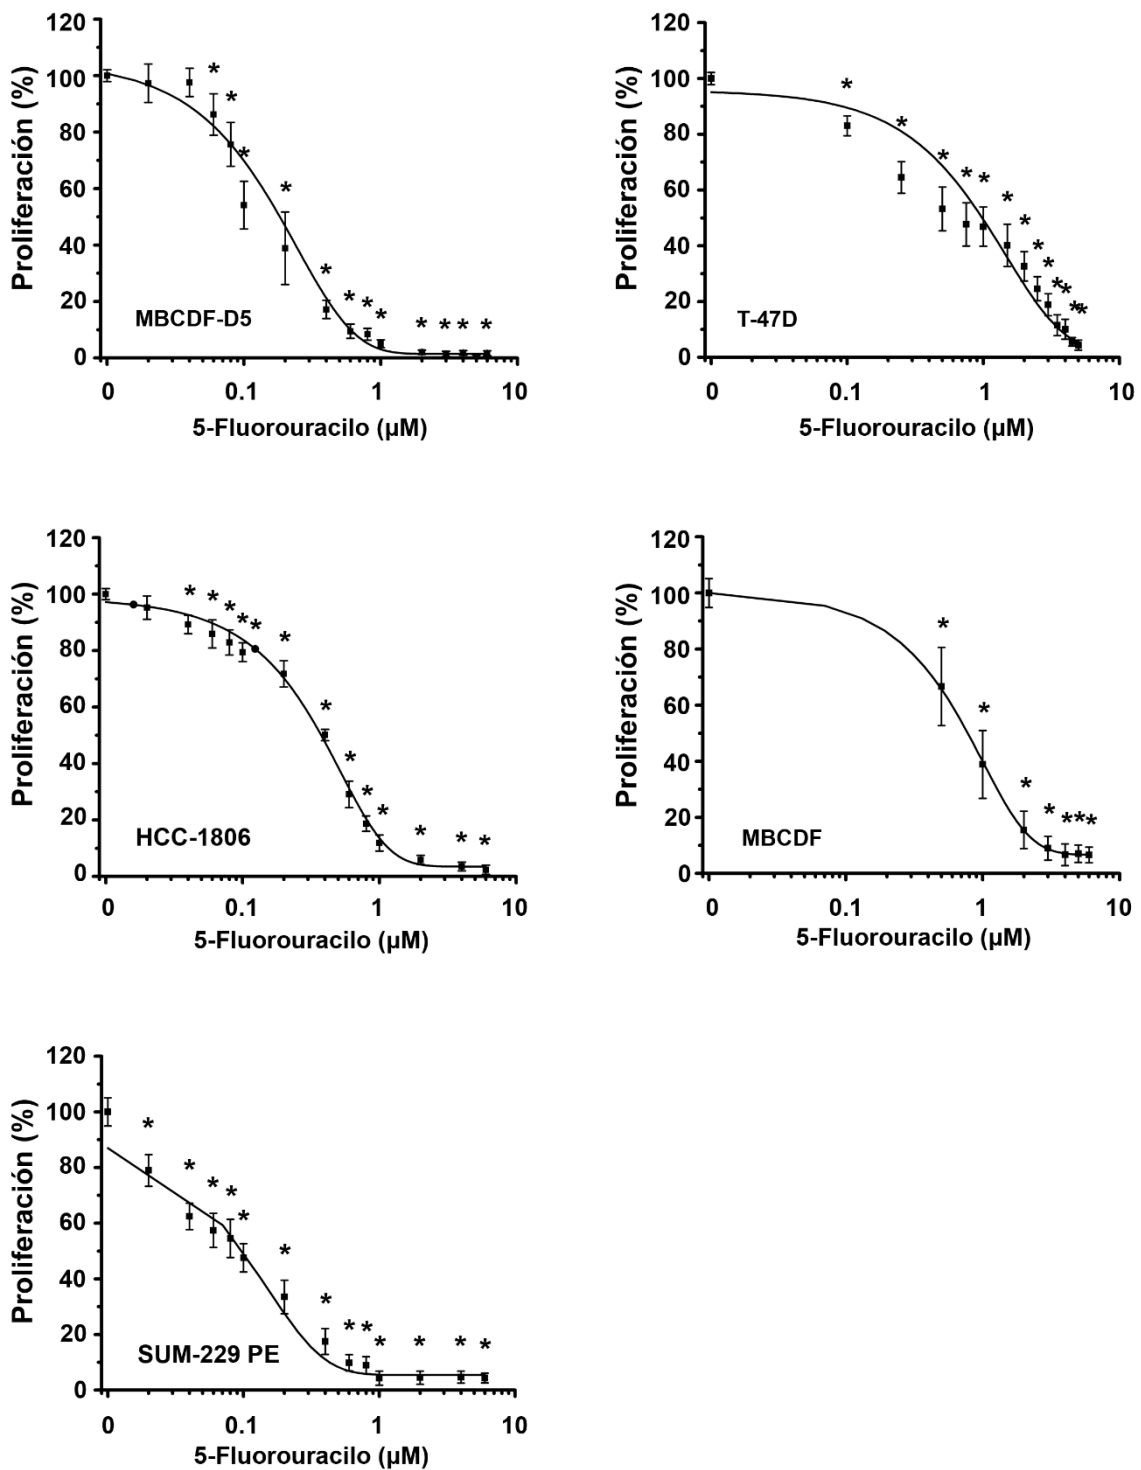 120
100
80
60
40
20
0
Proliferación (%)
* * * * * * * * * * * *
MBCDF-D5
0 0.1 1 10
5-Fluorouracilo (µM)
120
100
80
60
40
20
0
Proliferación (%)
* * * * * * * * * * * * *
T-47D
0 0.1 1 10
5-Fluorouracilo (µM)
120
100
80
60
40
20
0
Proliferación (%)
* * * * * * * * * * * * *
HCC-1806
0 0.1 1 10
5-Fluorouracilo (µM)
120
100
80
60
40
20
0
Proliferación (%)
* * * * * * *
MBCDF
0 0.1 1 10
5-Fluorouracilo (µM)
120
100
80
60
40
20
0
Proliferación (%)
* * * * * * * * * * * * *
SUM-229 PE
0 0.1 1 10
5-Fluorouracilo (µM)